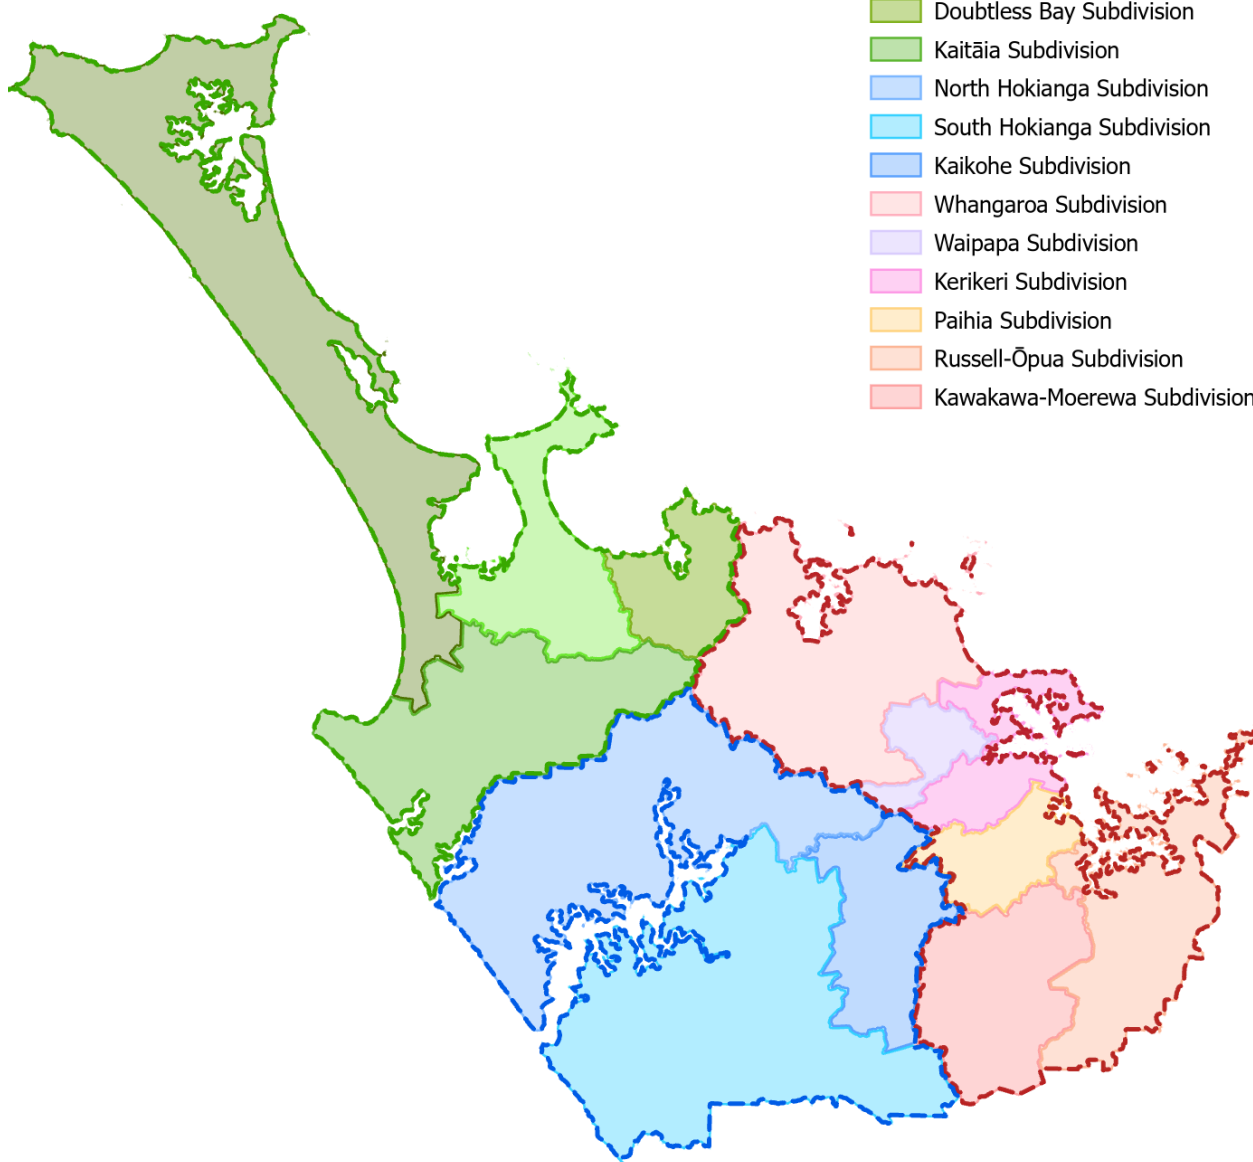 Doubtless Bay Subdivision
Kaitāia Subdivision
North Hokianga Subdivision
South Hokianga Subdivision
Kaikohe Subdivision
Whangaroa Subdivision
Waipapa Subdivision
Kerikeri Subdivision
Paihia Subdivision
Russell-Ōpua Subdivision
Kawakawa-Moerewa Subdivision